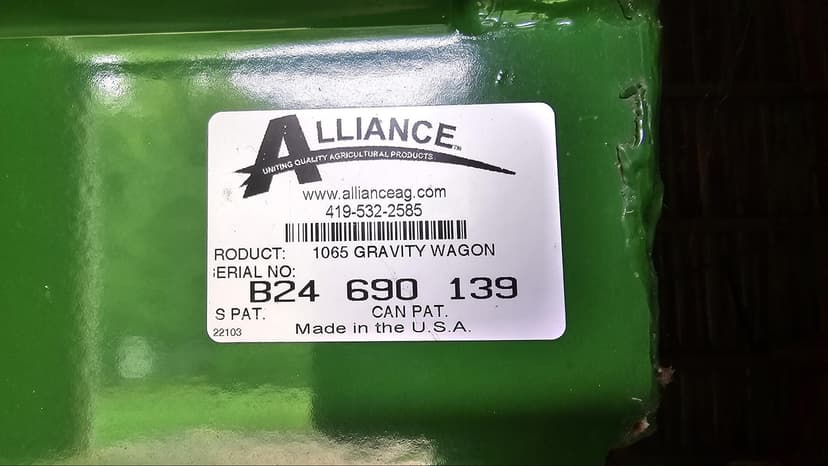 ALLIANCE™
UNITING QUALITY AGRICULTURAL PRODUCTS
www.allianceag.com
419-532-2585
RODUCT: 1065 GRAVITY WAGON
ERIAL NO:
B24 690 139
S PAT. CAN PAT.
22103 Made in the U.S.A.